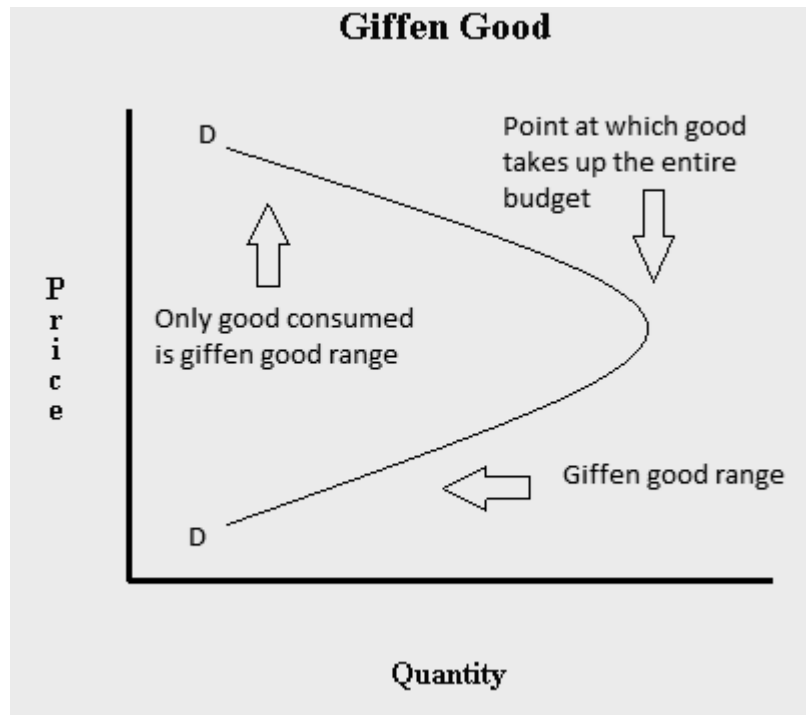 Giffen Good
D
Point at which good
takes up the entire
budget
Price
Only good consumed
is giffen good range
Giffen good range
D
Quantity